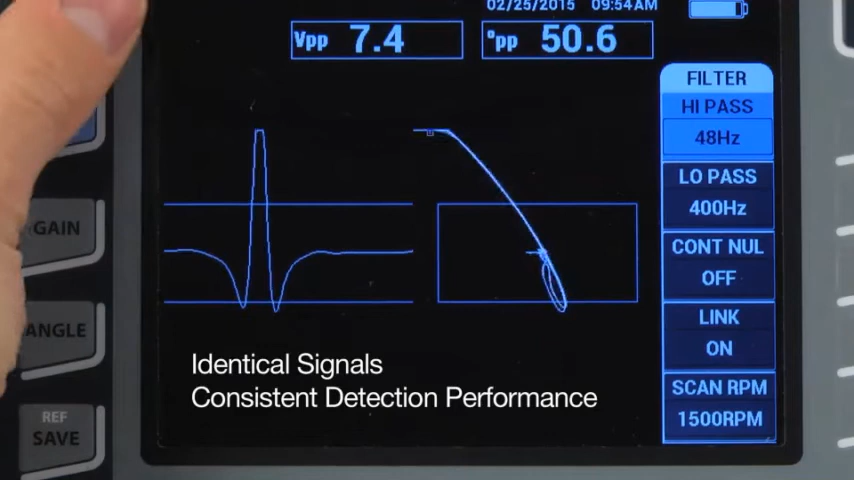 02/25/2015 09:54AM
Vpp 7.4
°pp 50.6
FILTER
HI PASS
48Hz
LO PASS
400Hz
CONT NUL
OFF
LINK
ON
SCAN RPM
1500RPM
GAIN
ANGLE
REF
SAVE
Identical Signals
Consistent Detection Performance